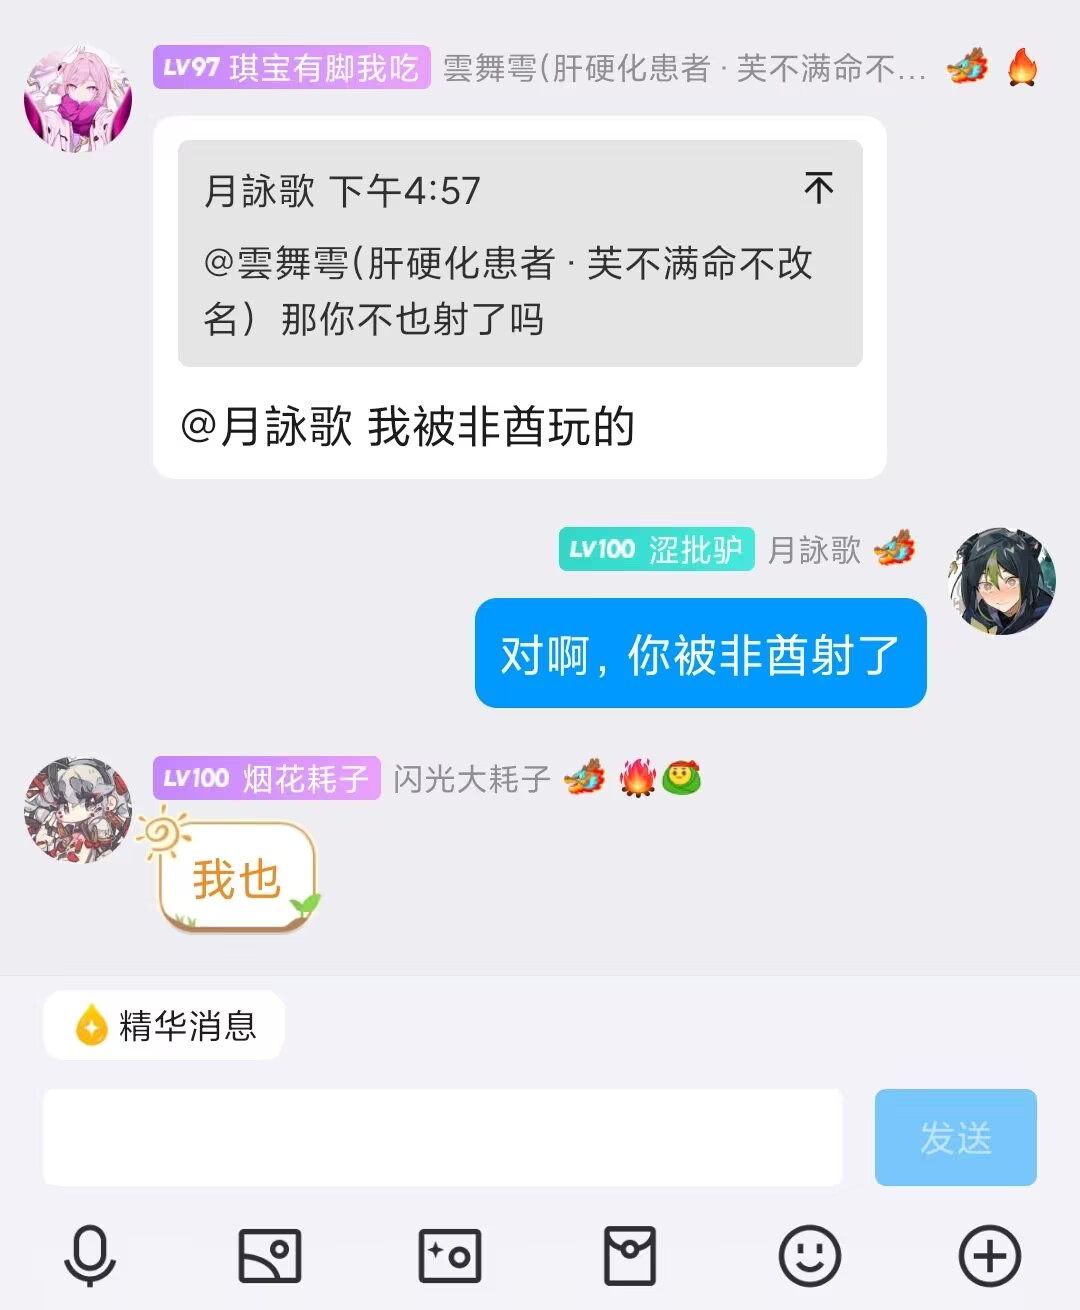 LV97 琪宝有脚我吃 雲舞雩(肝硬化患者 · 芙不满命不...
月詠歌 下午4:57
@雲舞雩(肝硬化患者 · 芙不满命不改
名）那你不也射了吗
@月詠歌 我被非酋玩的
LV100 涩批驴 月詠歌
对啊，你被非酋射了
LV100 烟花耗子 闪光大耗子
我也
精华消息
发送